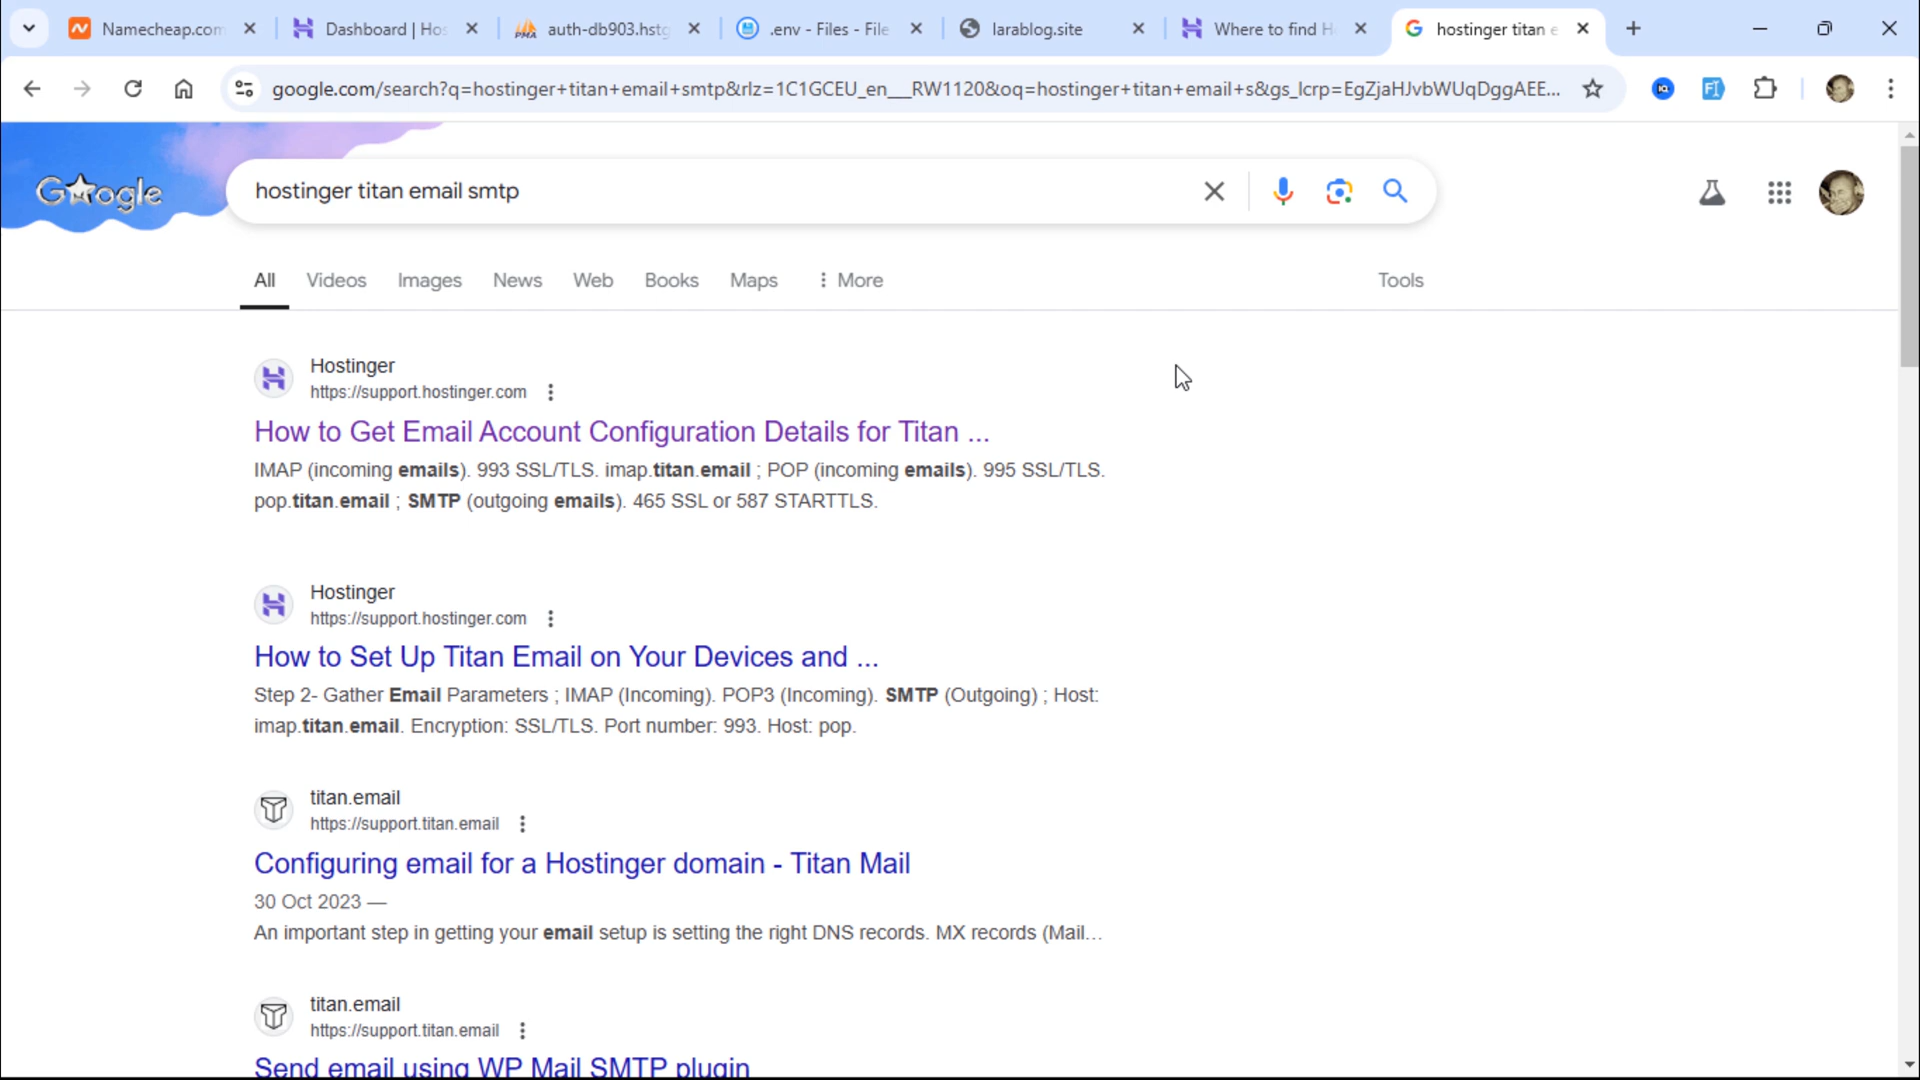 Namecheap.com
Dashboard | Hos
auth-db903.hstg
.env - Files - File
larablog.site
Where to find H
hostinger titan e
google.com/search?q=hostinger+titan+email+smtp&rlz=1C1GCEU_en___RW1120&oq=hostinger+titan+email+s&gs_lcrp=EgZjaHJvbWUqDggAEE...
Google
hostinger titan email smtp
All
Videos
Images
News
Web
Books
Maps
More
Tools
Hostinger
https://support.hostinger.com
How to Get Email Account Configuration Details for Titan ...
IMAP (incoming emails). 993 SSL/TLS. imap.titan.email ; POP (incoming emails). 995 SSL/TLS.
pop.titan.email ; SMTP (outgoing emails). 465 SSL or 587 STARTTLS.
Hostinger
https://support.hostinger.com
How to Set Up Titan Email on Your Devices and ...
Step 2- Gather Email Parameters ; IMAP (Incoming). POP3 (Incoming). SMTP (Outgoing) ; Host:
imap.titan.email. Encryption: SSL/TLS. Port number: 993. Host: pop.
titan.email
https://support.titan.email
Configuring email for a Hostinger domain - Titan Mail
30 Oct 2023 —
An important step in getting your email setup is setting the right DNS records. MX records (Mail...
titan.email
https://support.titan.email
Send email using WP Mail SMTP plugin